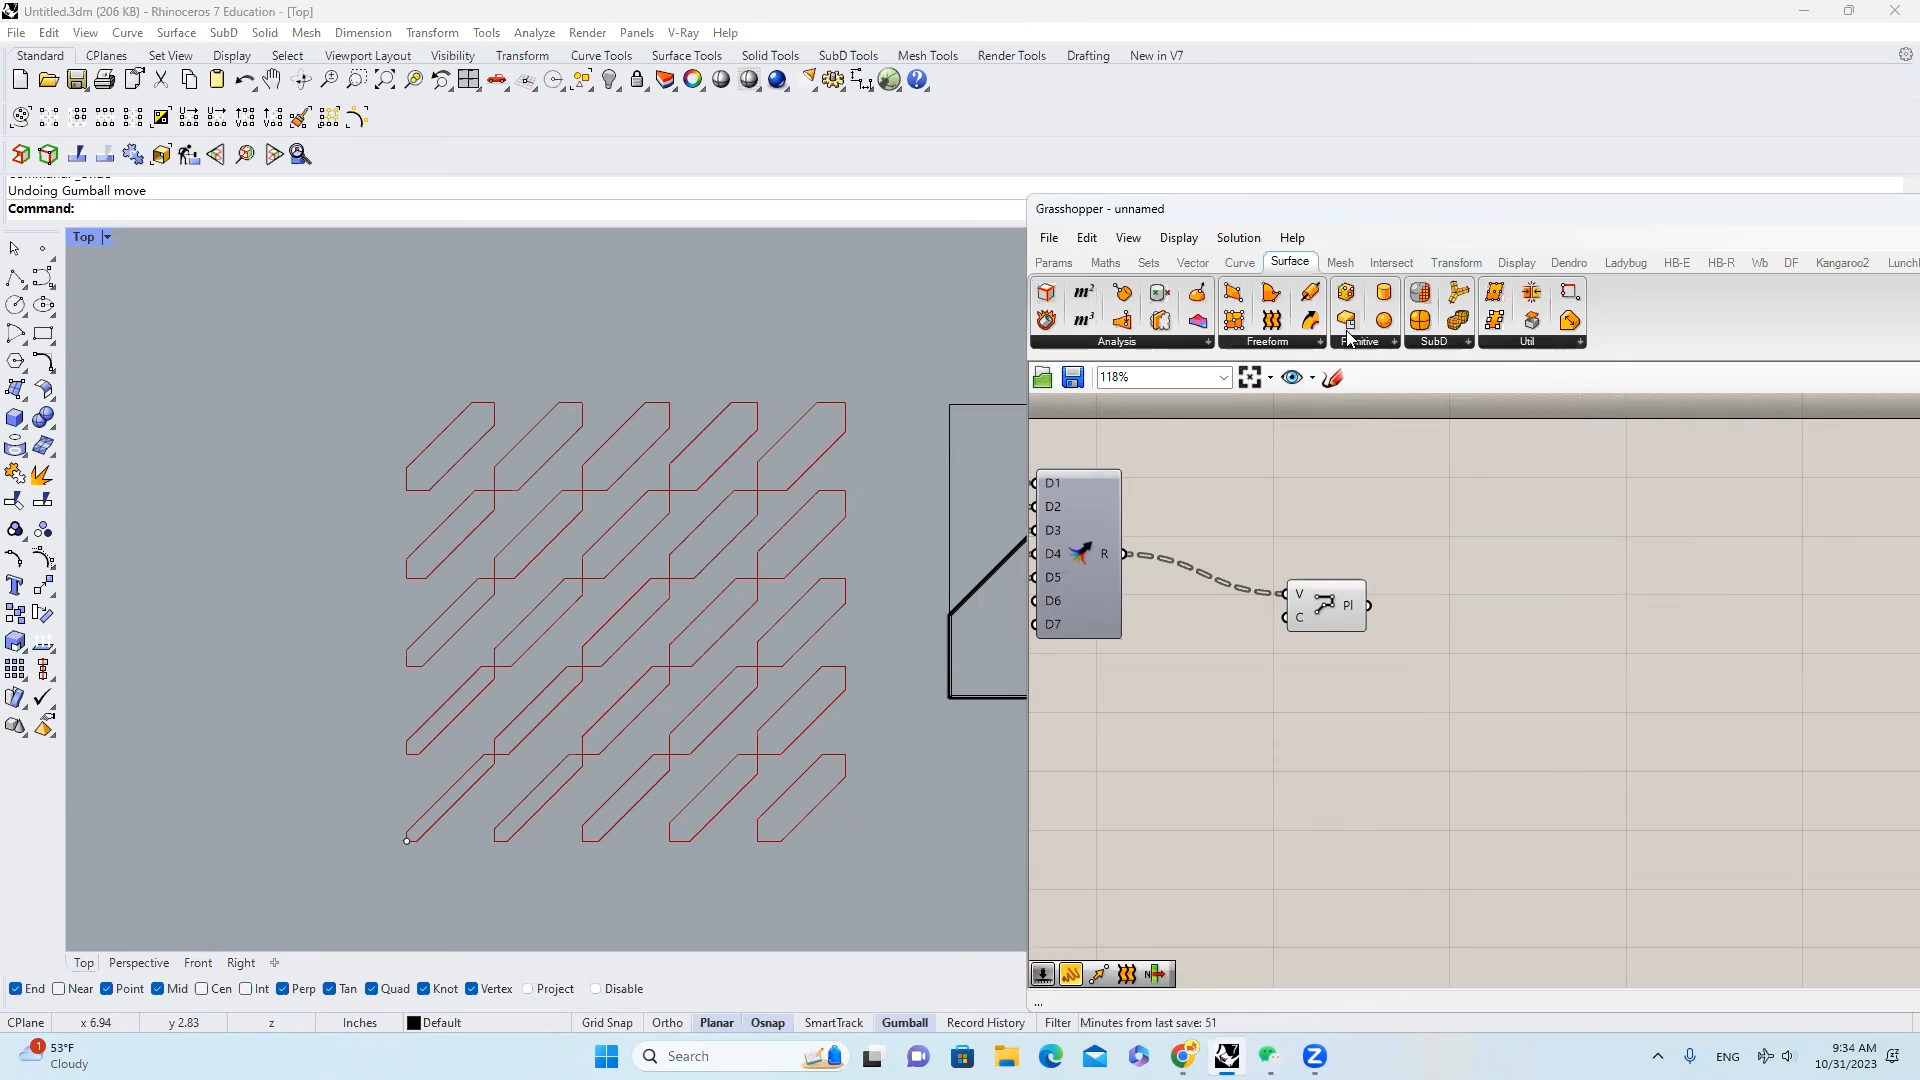 Untitled.3dm (206 KB) - Rhinoceros 7 Education - [Top]
File Edit View Curve Surface SubD Solid Mesh Dimension Transform Tools Analyze Render Panels V-Ray Help
Standard CPlanes Set View Display Select Viewport Layout Visibility Transform Curve Tools Surface Tools Solid Tools SubD Tools Mesh Tools Render Tools Drafting New in V7
Undoing Gumball move
Command:
Top
Grasshopper - unnamed
File Edit View Display Solution Help
Params Maths Sets Vector Curve Surface Mesh Intersect Transform Display Dendro Ladybug HB-E HB-R Wb DF Kangaroo2 Lunchl
m²
m³
Analysis Freeform SubD Util
118%
D1
D2
D3
D4 R
D5
D6
D7
V
C Pl
Top Perspective Front Right
End Near Point Mid Cen Int Perp Tan Quad Knot Vertex Project Disable
...
CPlane x 6.94 y 2.83 z Inches Default Grid Snap Ortho Planar Osnap SmartTrack Gumball Record History Filter Minutes from last save: 51
1
53°F
Cloudy
Search
ENG
9:34 AM
10/31/2023